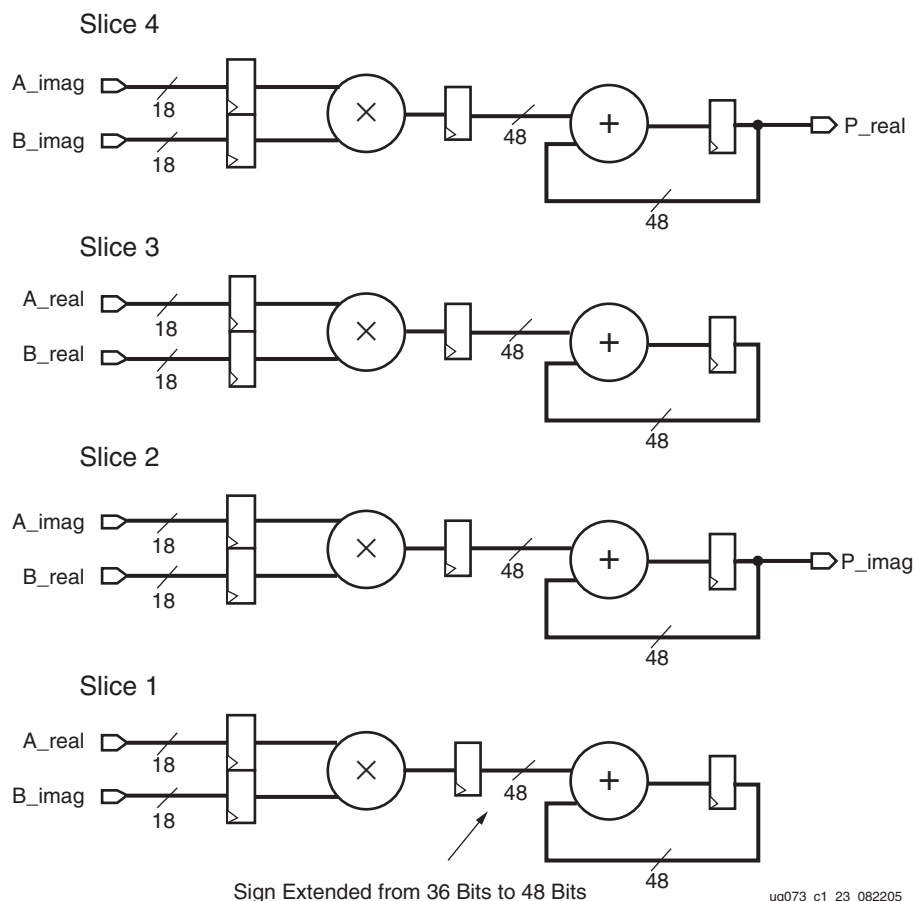 Slice 4
A_imag
18
B_imag
18
×
48
+
48
P_real
Slice 3
A_real
18
B_real
18
×
48
+
48
Slice 2
A_imag
18
B_real
18
×
48
+
48
P_imag
Slice 1
A_real
18
B_imag
18
×
48
+
48
Sign Extended from 36 Bits to 48 Bits
ug073_c1_23_082205